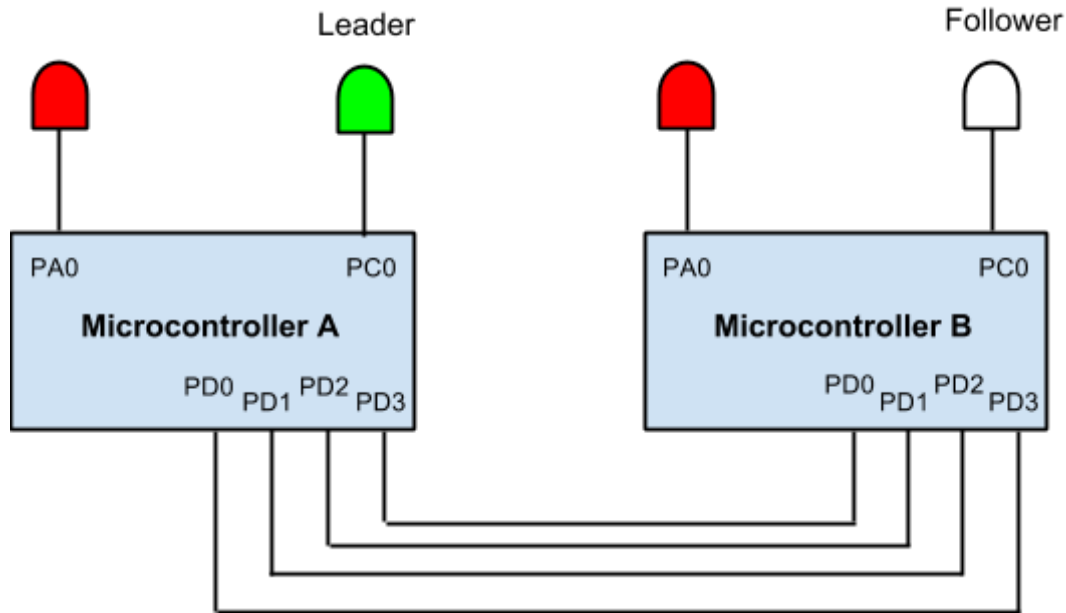 Leader
Follower
PA0
PC0
Microcontroller A
PD0
PD1
PD2
PD3
PA0
PC0
Microcontroller B
PD0
PD1
PD2
PD3